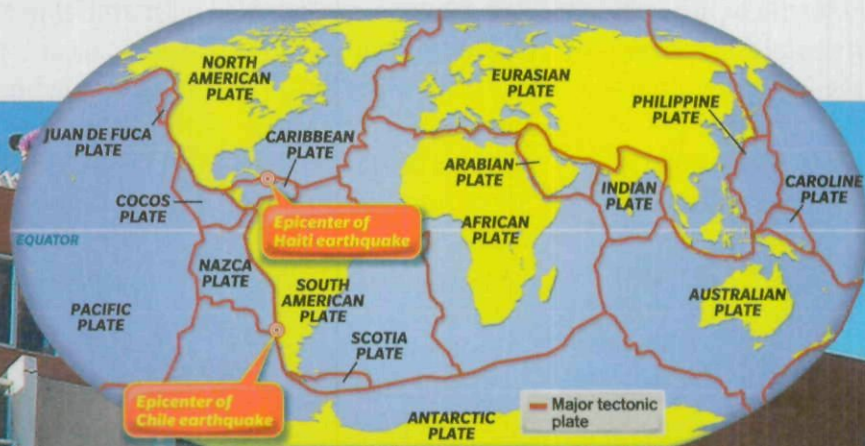 NORTH
AMERICAN
PLATE
EURASIAN
PLATE
PHILIPPINE
PLATE
JUAN DE FUCA
PLATE
CARIBBEAN
PLATE
ARABIAN
PLATE
INDIAN
PLATE
CAROLINE
PLATE
COCOS
PLATE
Epicenter of
Haiti earthquake
AFRICAN
PLATE
EQUATOR
NAZCA
PLATE
SOUTH
AMERICAN
PLATE
AUSTRALIAN
PLATE
PACIFIC
PLATE
SCOTIA
PLATE
Epicenter of
Chile earthquake
Major tectonic
plate
ANTARCTIC
PLATE